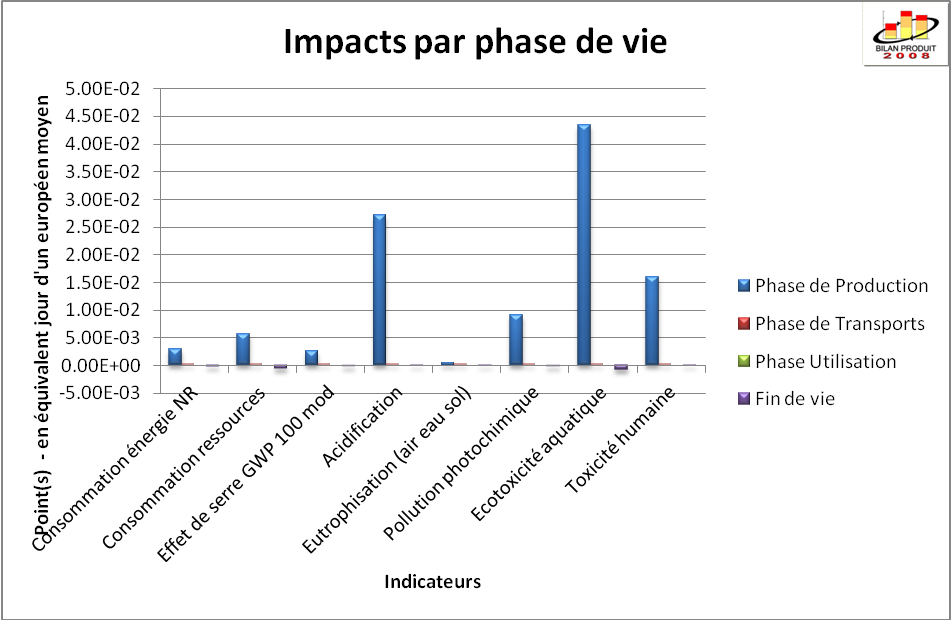 Impacts par phase de vie
BILAN PRODUIT
2008
Point(s) - en équivalent jour d'un européen moyen
5.00E-02
4.50E-02
4.00E-02
3.50E-02
3.00E-02
2.50E-02
2.00E-02
1.50E-02
1.00E-02
5.00E-03
0.00E+00
-5.00E-03
Consommation énergie NR
Consommation ressources
Effet de serre GWP 100 mod
Acidification
Eutrophisation (air eau sol)
Pollution photochimique
Ecotoxicité aquatique
Toxicité humaine
Indicateurs
Phase de Production
Phase de Transports
Phase Utilisation
Fin de vie